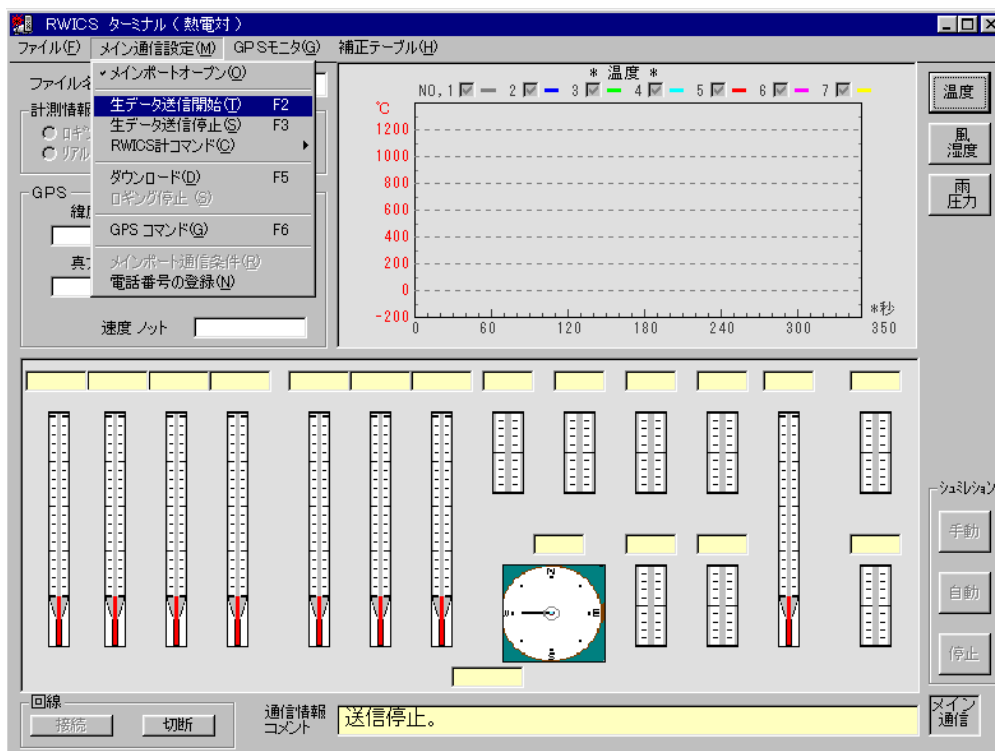 RWICS ターミナル(熱電対)
ファイル(F) メイン通信設定(M) GPSモニタ(G) 補正テーブル(H)
メインポートオープン(O)
生データ送信開始(T) F2
生データ送信停止(S) F3
RWICS計コマンド(C)
ダウンロード(D) F5
ロギング停止 (S)
GPS コマンド(G) F6
メインポート通信条件(R)
電話番号の登録(N)
ファイル名
計測情報
GPS
速度 ノット
* 温度 *
NO, 1 2 3 4 5 6 7
℃
1200
1000
800
600
400
200
0
-200
*秒
0 60 120 180 240 300 350
温度
風
湿度
雨
圧力
N
S
シュミレション
手動
自動
停止
回線
接続 切断
通信情報
コメント
送信停止。
メイン
通信